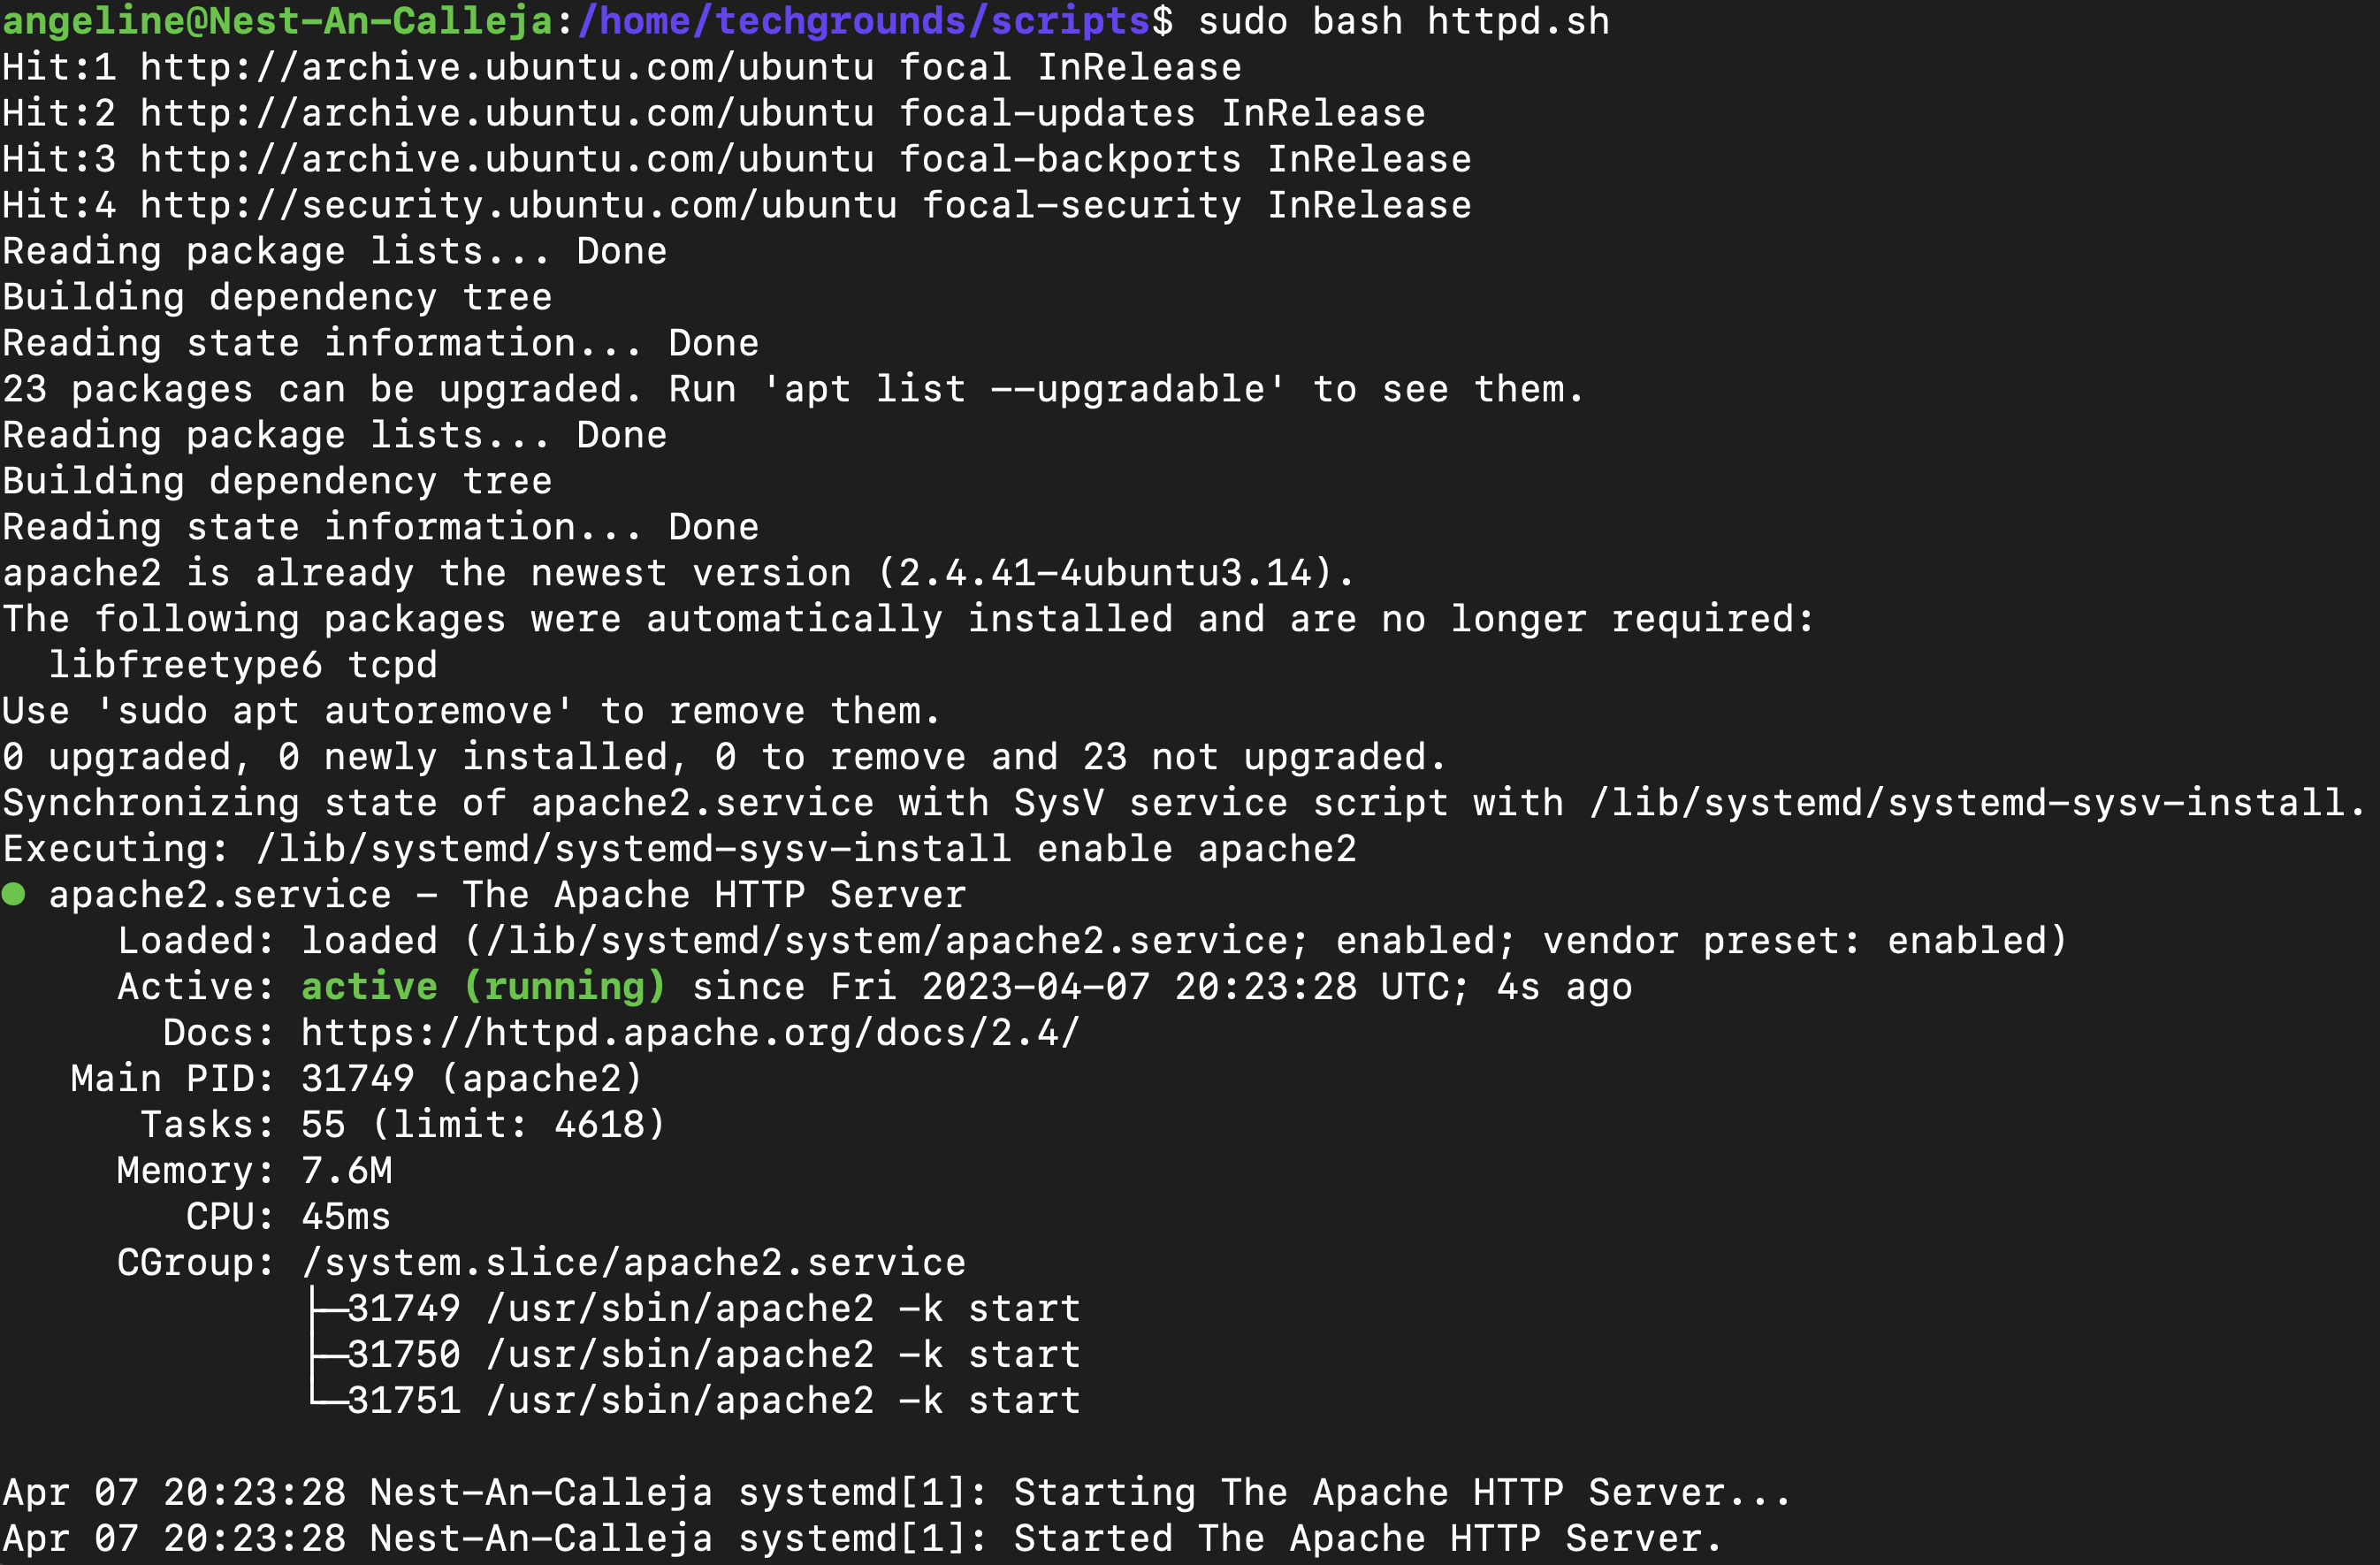 angeline@Nest-An-Calleja:/home/techgrounds/scripts$ sudo bash httpd.sh
Hit:1 http://archive.ubuntu.com/ubuntu focal InRelease
Hit:2 http://archive.ubuntu.com/ubuntu focal-updates InRelease
Hit:3 http://archive.ubuntu.com/ubuntu focal-backports InRelease
Hit:4 http://security.ubuntu.com/ubuntu focal-security InRelease
Reading package lists... Done
Building dependency tree
Reading state information... Done
23 packages can be upgraded. Run 'apt list --upgradable' to see them.
Reading package lists... Done
Building dependency tree
Reading state information... Done
apache2 is already the newest version (2.4.41-4ubuntu3.14).
The following packages were automatically installed and are no longer required:
  libfreetype6 tcpd
Use 'sudo apt autoremove' to remove them.
0 upgraded, 0 newly installed, 0 to remove and 23 not upgraded.
Synchronizing state of apache2.service with SysV service script with /lib/systemd/systemd-sysv-install.
Executing: /lib/systemd/systemd-sysv-install enable apache2
● apache2.service - The Apache HTTP Server
     Loaded: loaded (/lib/systemd/system/apache2.service; enabled; vendor preset: enabled)
     Active: active (running) since Fri 2023-04-07 20:23:28 UTC; 4s ago
       Docs: https://httpd.apache.org/docs/2.4/
   Main PID: 31749 (apache2)
      Tasks: 55 (limit: 4618)
     Memory: 7.6M
        CPU: 45ms
     CGroup: /system.slice/apache2.service
             ├─31749 /usr/sbin/apache2 -k start
             ├─31750 /usr/sbin/apache2 -k start
             └─31751 /usr/sbin/apache2 -k start

Apr 07 20:23:28 Nest-An-Calleja systemd[1]: Starting The Apache HTTP Server...
Apr 07 20:23:28 Nest-An-Calleja systemd[1]: Started The Apache HTTP Server.